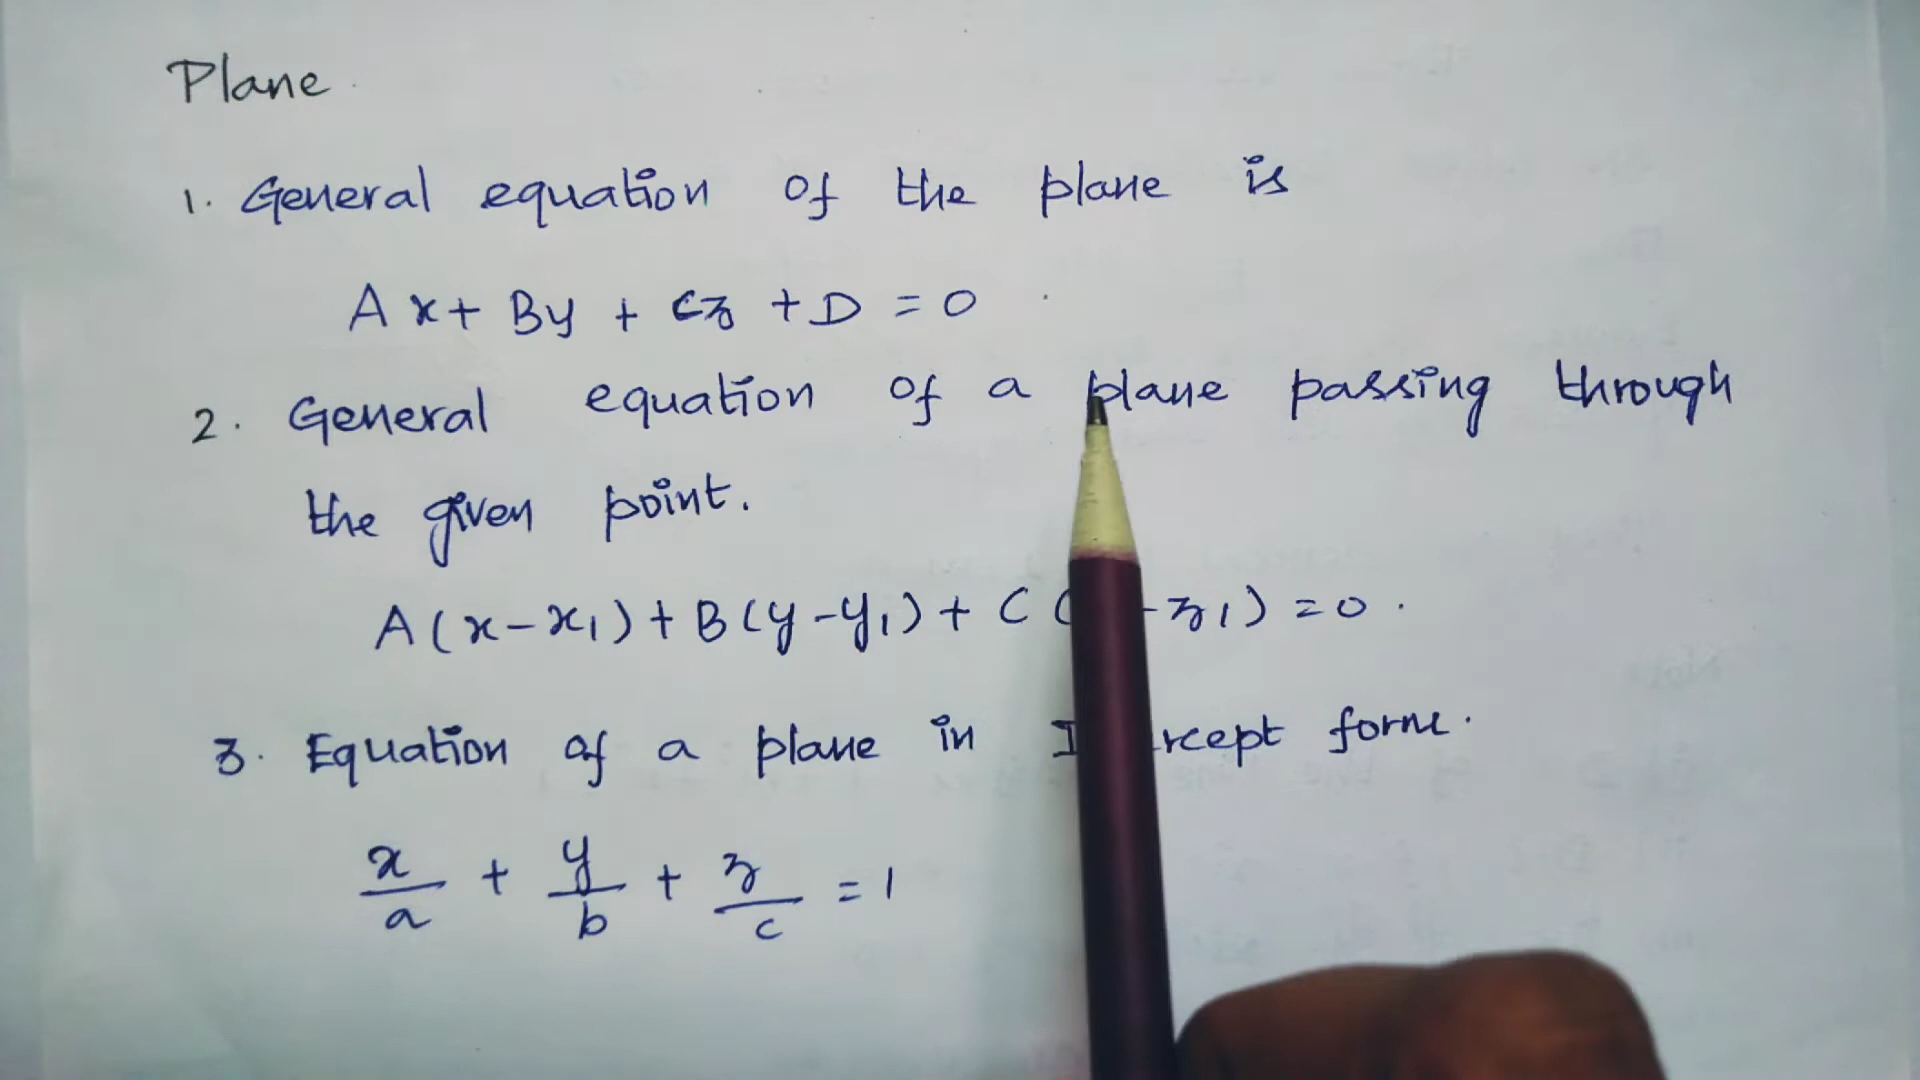 Plane
1. General equation of the plane is
Ax + By + Cz + D = 0
2. General equation of a plane passing through
the given point.
A(x-x₁) + B(y-y₁) + C( -z₁) = 0.
3. Equation of a plane in form.
x/a + y/b + z/c = 1